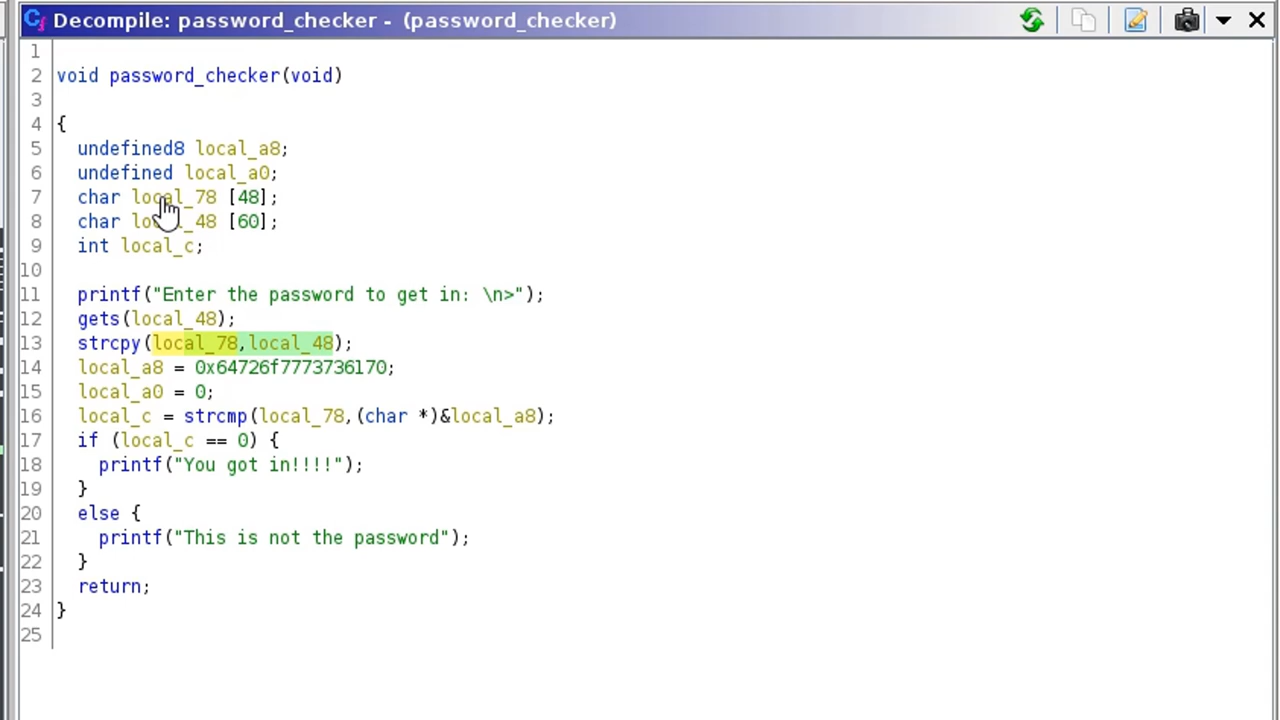 Decompile: password_checker - (password_checker)
1
2 void password_checker(void)
3
4 {
5 undefined8 local_a8;
6 undefined local_a0;
7 char local_78 [48];
8 char local_48 [60];
9 int local_c;
10
11 printf("Enter the password to get in: \n>");
12 gets(local_48);
13 strcpy(local_78,local_48);
14 local_a8 = 0x64726f7773736170;
15 local_a0 = 0;
16 local_c = strcmp(local_78,(char *)&local_a8);
17 if (local_c == 0) {
18 printf("You got in!!!!");
19 }
20 else {
21 printf("This is not the password");
22 }
23 return;
24 }
25